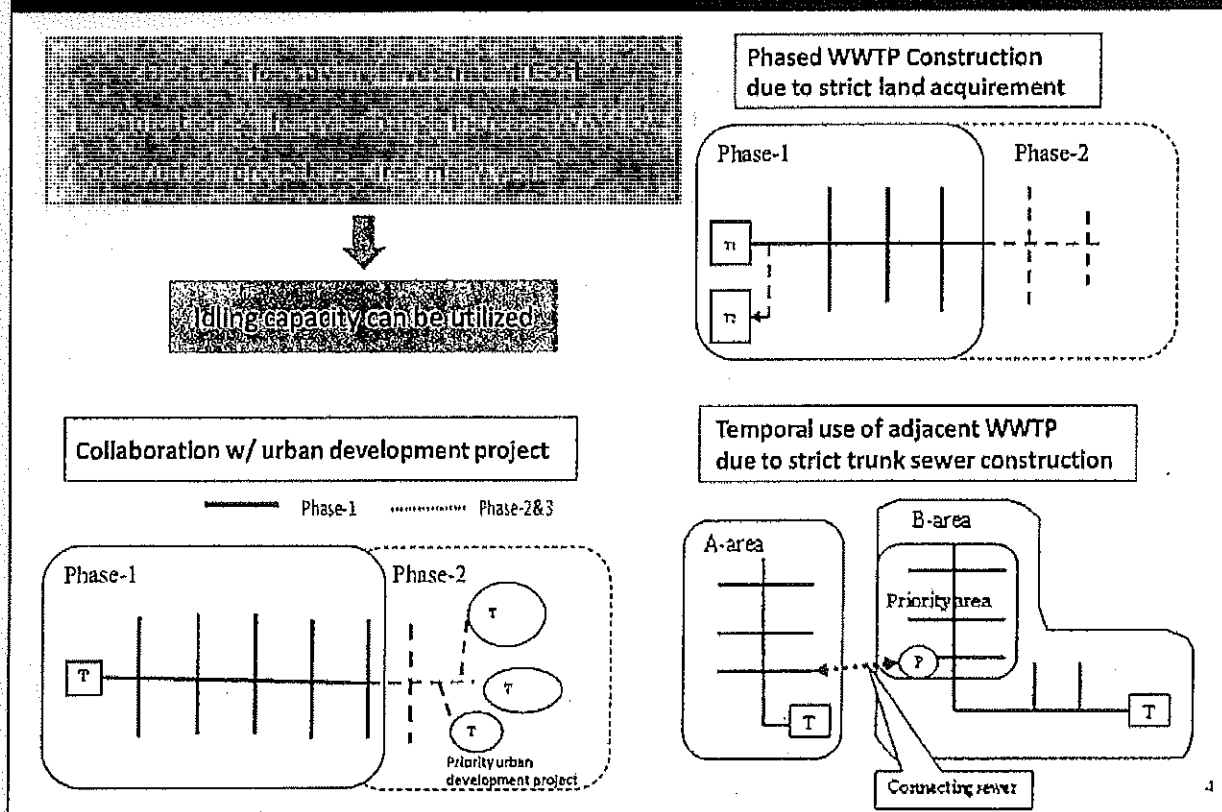 Idling capacity can be utilized
Phased WWTP Construction
due to strict land acquirement
Phase-1
Phase-2
T1
T2
Collaboration w/ urban development project
Phase-1
Phase-2&3
Phase-1
Phase-2
T
T
T
T
Priority urban
development project
Temporal use of adjacent WWTP
due to strict trunk sewer construction
A-area
B-area
Priority area
P
T
T
Connecting sewer
4